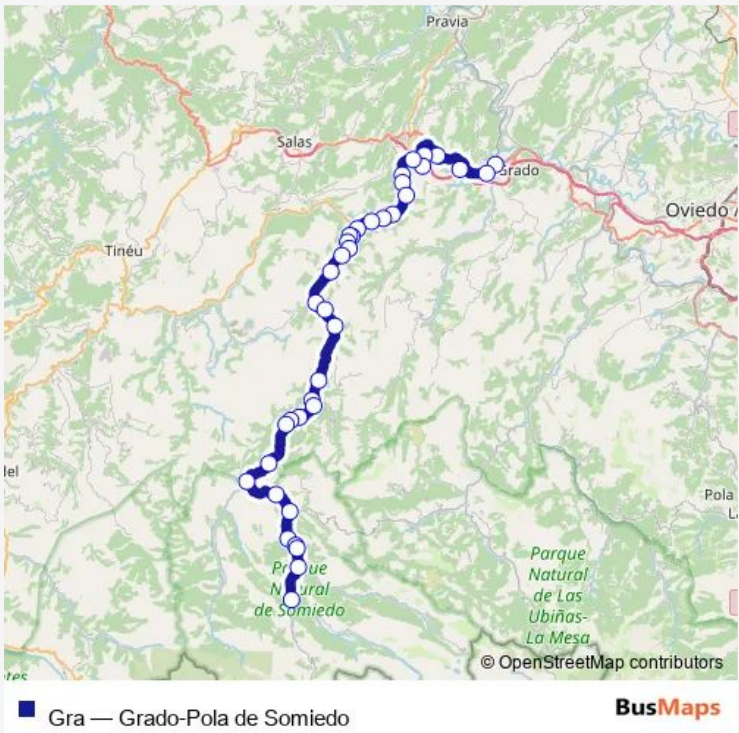 Pravia
Salas
Grado
Oviedo /
Tinéu
Pola
L
Parque
Natural
de Somiedo
Parque
Natural
de Las
Ubiñas-
La Mesa
© OpenStreetMap contributors
Gra — Grado-Pola de Somiedo
BusMaps